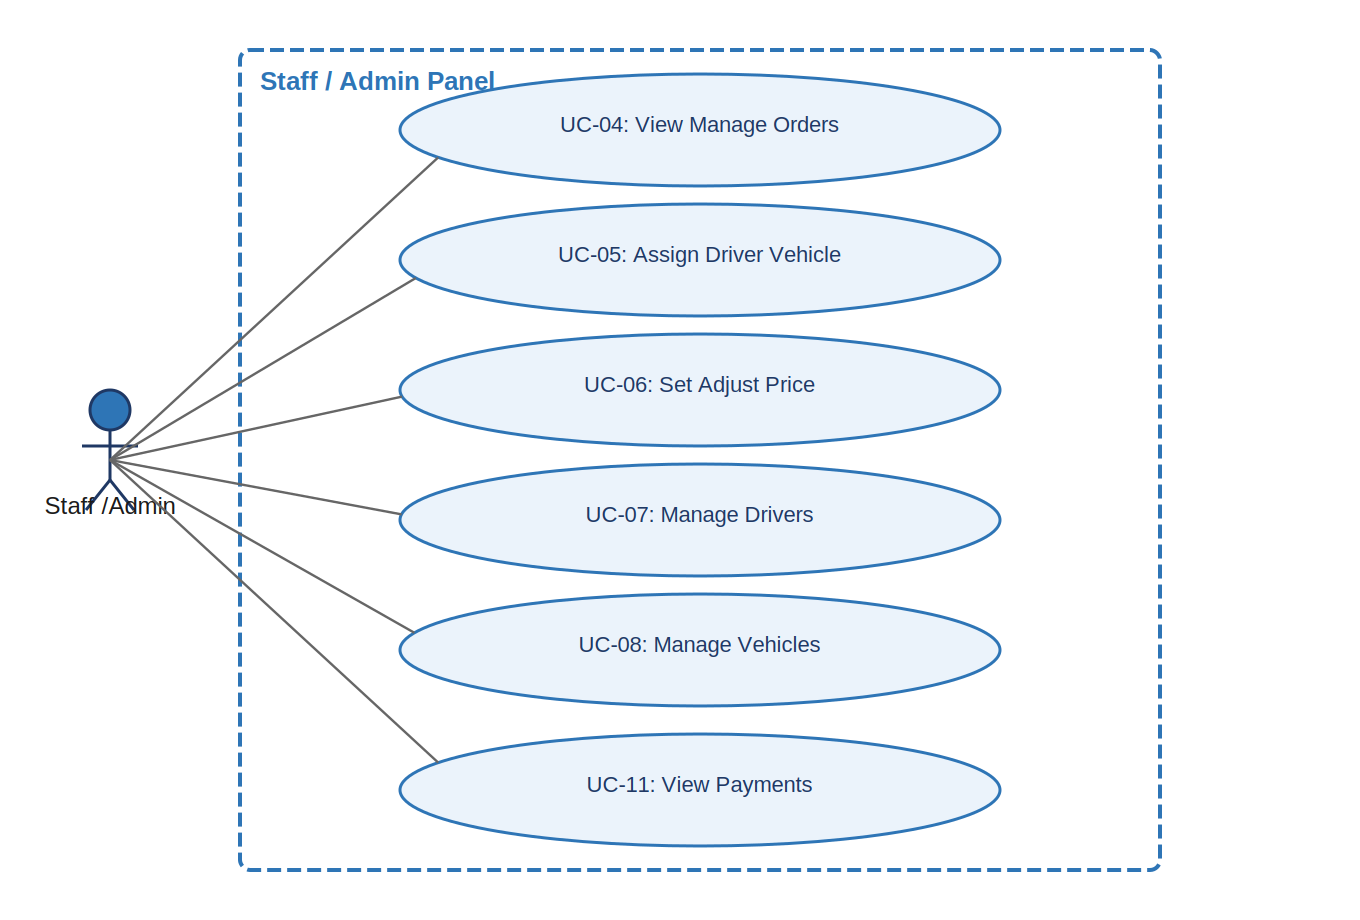 Staff / Admin Panel
UC-04: View Manage Orders
UC-05: Assign Driver Vehicle
UC-06: Set Adjust Price
UC-07: Manage Drivers
Staff /Admin
UC-08: Manage Vehicles
UC-11: View Payments